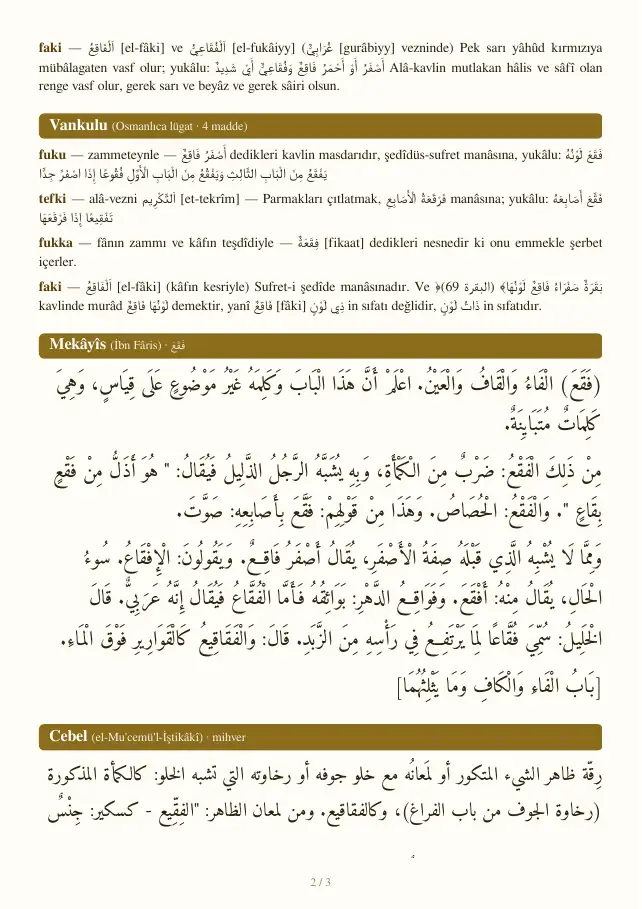 faki — اَلْفَاقِعُ [el-fâki] ve اَلْفُقَاعِيُّ [el-fukâiyy] (غُرَابِيٌّ [gurâbiyy] vezninde) Pek sarı yâhûd kırmızıya
mübâlagaten vasf olur; yukâlu: أَصْفَرُ أَوْ أَحْمَرُ فَاقِعٌ وَفُقَاعِيٌّ أَيْ شَدِيدٌ Alâ-kavlin mutlakan hâlis ve sâfî olan
renge vasf olur, gerek sarı ve beyâz ve gerek sâiri olsun.
Vankulu (Osmanlıca lügat · 4 madde)
fuku — zammeteynle — أَصْفَرُ فَاقِعٌ dedikleri kavlin masdarıdır, şedîdüs-sufret manâsına, yukâlu: فَقَعَ لَوْنُهُ
يَفْقَعُ مِنَ الْبَابِ الثَّالِثِ وَيَفْقُعُ مِنَ الْبَابِ الْأَوَّلِ فُقُوعًا إِذَا اصْفَرَّ جِدًّا
tefki — alâ-vezni اَلتَّكْرِيم [et-tekrîm] — Parmakları çıtlatmak, فَرْقَعَةُ الْأَصَابِعِ manâsına; yukâlu: فَقَّعَ أَصَابِعَهُ
تَفْقِيعًا إِذَا فَرْقَعَهَا
fukka — fânın zammı ve kâfın teşdîdiyle — فِقَعَةٌ [fikaat] dedikleri nesnedir ki onu emmekle şerbet
içerler.
faki — اَلْفَاقِعُ [el-fâki] (kâfın kesriyle) Sufret-i şedîde manâsınadır. Ve ﴿بَقَرَةٌ صَفْرَاءُ فَاقِعٌ لَوْنُهَا﴾ (البقرة 69)
kavlinde murâd فَاقِعٌ لَوْنُهَا demektir, yanî فَاقِعٌ [fâki] ذِي لَوْنٍ in sıfatı değlidir, ذَاتُ لَوْنٍ in sıfatıdır.
Mekâyîs (İbn Fâris) · فَقَعَ
(فَقَعَ) الْفَاءُ وَالْقَافُ وَالْعَيْنُ. اعْلَمْ أَنَّ هَذَا الْبَابَ وَكَلِمَهُ غَيْرُ مَوْضُوعٍ عَلَى قِيَاسٍ، وَهِيَ
كَلِمَاتٌ مُتَبَايِنَةٌ.
مِنْ ذَلِكَ الْفَقْعُ: ضَرْبٌ مِنَ الْكَمْأَةِ، وَبِهِ يُشَبَّهُ الرَّجُلُ الذَّلِيلُ فَيُقَالُ: " هُوَ أَذَلُّ مِنْ فَقْعٍ
بِقَاعٍ ". وَالْفَقْعُ: الْحُصَاصُ. وَهَذَا مِنْ قَوْلِهِمْ: فَقَّعَ بِأَصَابِعِهِ: صَوَّتَ.
وَمِمَّا لَا يُشْبِهُ الَّذِي قَبْلَهُ صِفَةُ الْأَصْفَرِ، يُقَالُ أَصْفَرُ فَاقِعٌ. وَيَقُولُونَ: الْإِفْقَاعُ. سُوءُ
الْحَالِ، يُقَالُ مِنْهُ: أَفْقَعَ. وَفَوَاقِعُ الدَّهْرِ: بَوَائِقُهُ فَأَمَّا الْفُقَّاعُ فَيُقَالُ إِنَّهُ عَرَبِيٌّ. قَالَ
الْخَلِيلُ: سُمِّيَ فُقَّاعًا لِمَا يَرْتَفِعُ فِي رَأْسِهِ مِنَ الزَّبَدِ. قَالَ: وَالْفَقَاقِيعُ كَالْقَوَارِيرِ فَوْقَ الْمَاءِ.
[بَابُ الْفَاءِ وَالْكَافِ وَمَا يَثْلِثُهُمَا]
Cebel (el-Mu'cemü'l-İştikâkî) · mihver
رِقّة ظاهر الشيء المتكور أو لمَعانُه مع خلو جوفه أو رخاوته التي تشبه الخلو: كالكمأة المذكورة
(رخاوة الجوف من باب الفراغ)، وكالفقاقيع. ومن لمعان الظاهر: "الفِقِّيع - كسكير: جِنْسٌ
2 / 3